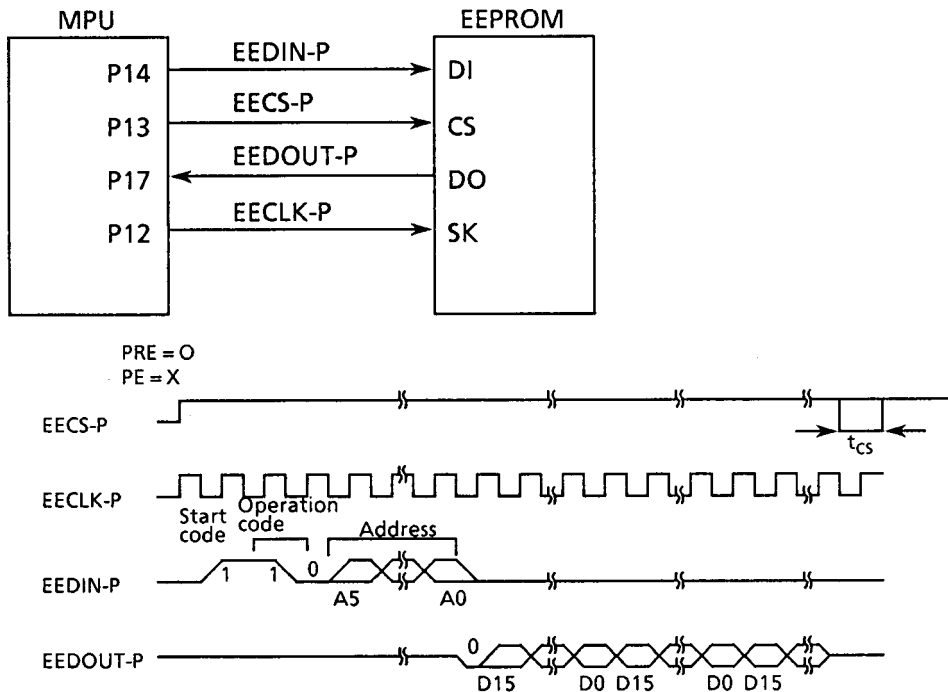 MPU
EEPROM
P14
EEDIN-P
DI
P13
EECS-P
CS
P17
EEDOUT-P
DO
P12
EECLK-P
SK
PRE = O
PE = X
EECS-P
tCS
EECLK-P
Start
code
Operation
code
Address
EEDIN-P
1
1
0
A5
A0
EEDOUT-P
0
D15
D0
D15
D0
D15